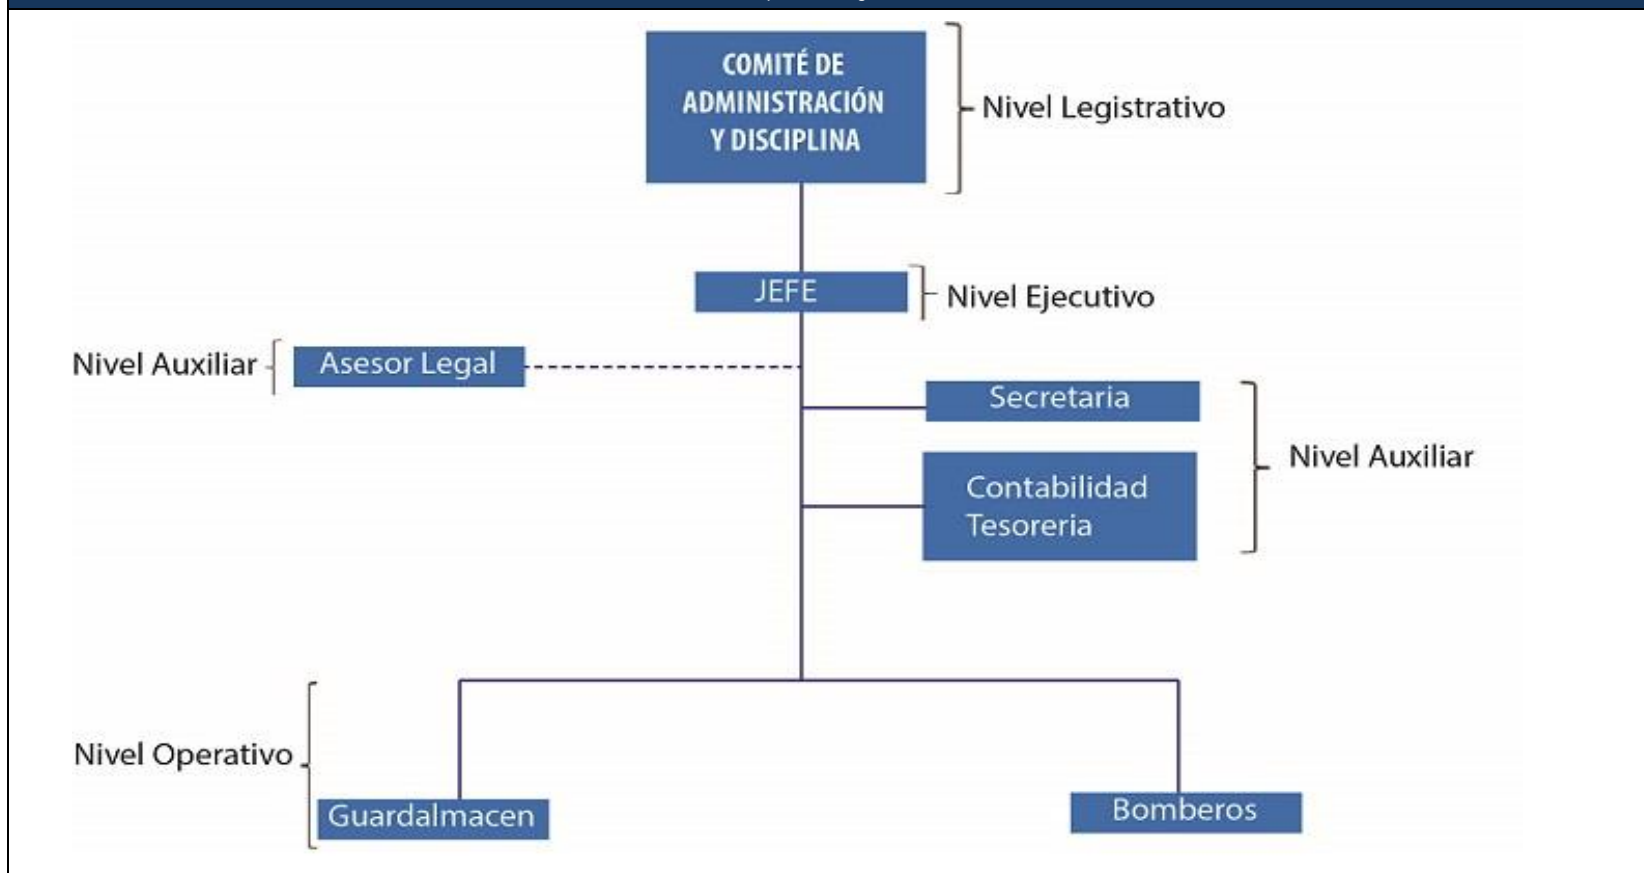 COMITÉ DE
ADMINISTRACIÓN
Y DISCIPLINA
Nivel Legistrativo
JEFE
Nivel Ejecutivo
Nivel Auxiliar
Asesor Legal
Secretaria
Contabilidad
Tesoreria
Nivel Auxiliar
Nivel Operativo
Guardalmacen
Bomberos